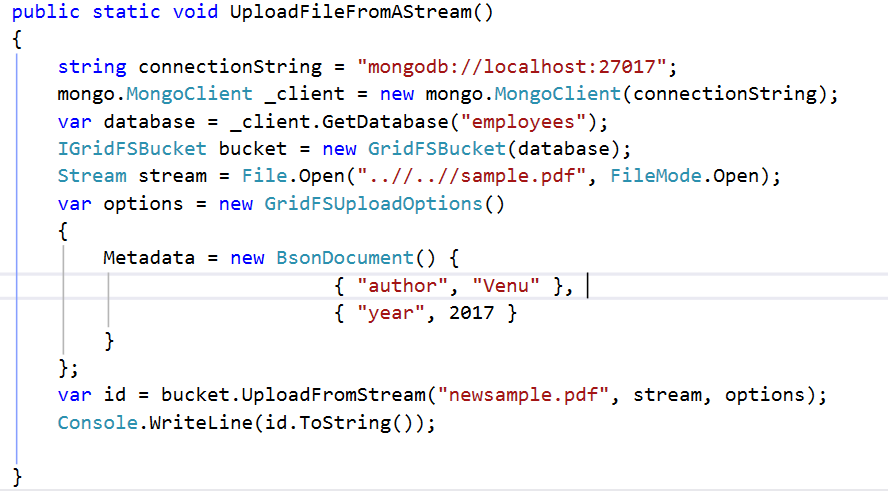 public static void UploadFileFromAStream()
{
    string connectionString = "mongodb://localhost:27017";
    mongo.MongoClient _client = new mongo.MongoClient(connectionString);
    var database = _client.GetDatabase("employees");
    IGridFSBucket bucket = new GridFSBucket(database);
    Stream stream = File.Open("..//..//sample.pdf", FileMode.Open);
    var options = new GridFSUploadOptions()
    {
        Metadata = new BsonDocument() {
                            { "author", "Venu" },
                            { "year", 2017 }
        }
    };
    var id = bucket.UploadFromStream("newsample.pdf", stream, options);
    Console.WriteLine(id.ToString());
}